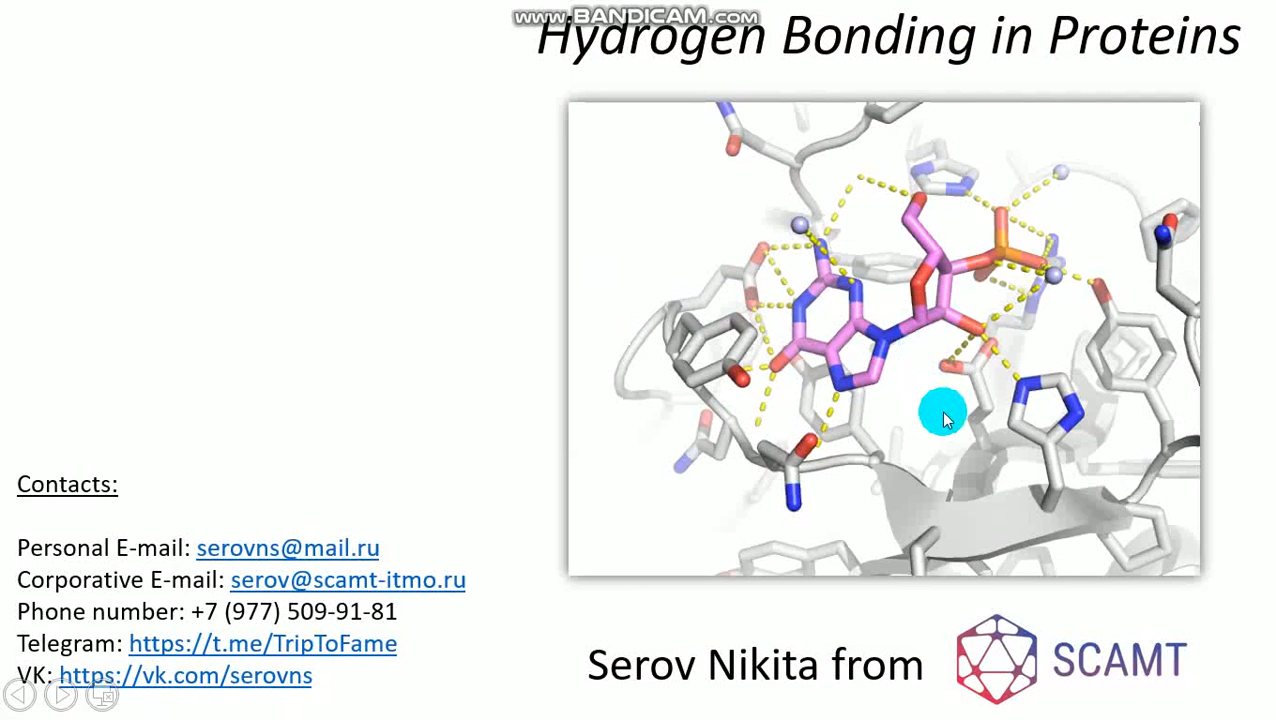 www.BANDICAM.com
Hydrogen Bonding in Proteins
Contacts:
Personal E-mail: serovns@mail.ru
Corporative E-mail: serov@scamt-itmo.ru
Phone number: +7 (977) 509-91-81
Telegram: https://t.me/TripToFame
VK: https://vk.com/serovns
Serov Nikita from SCAMT